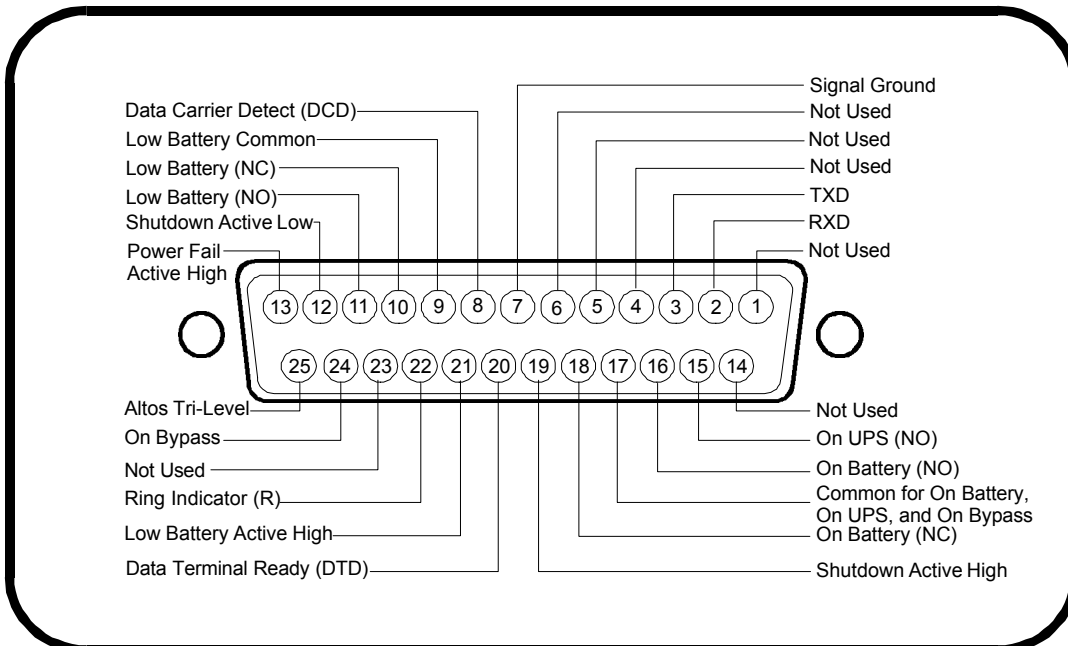 Signal Ground
Data Carrier Detect (DCD)
Not Used
Low Battery Common
Not Used
Low Battery (NC)
Not Used
Low Battery (NO)
TXD
Shutdown Active Low
RXD
Power Fail
Active High
Not Used
13 12 11 10 9 8 7 6 5 4 3 2 1
25 24 23 22 21 20 19 18 17 16 15 14
Altos Tri-Level
Not Used
On Bypass
On UPS (NO)
Not Used
On Battery (NO)
Ring Indicator (R)
Common for On Battery,
On UPS, and On Bypass
Low Battery Active High
On Battery (NC)
Data Terminal Ready (DTD)
Shutdown Active High